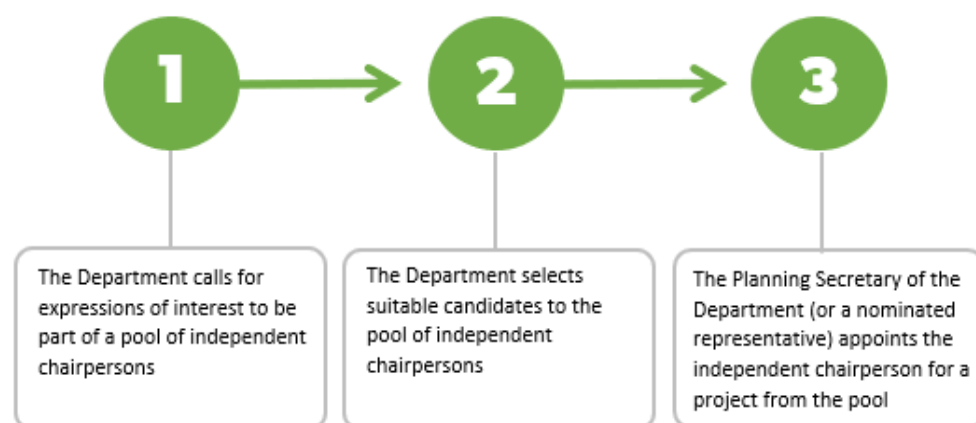 1
2
3
The Department calls for
expressions of interest to be
part of a pool of independent
chairpersons
The Department selects
suitable candidates to the
pool of independent
chairpersons
The Planning Secretary of the
Department (or a nominated
representative) appoints the
independent chairperson for a
project from the pool